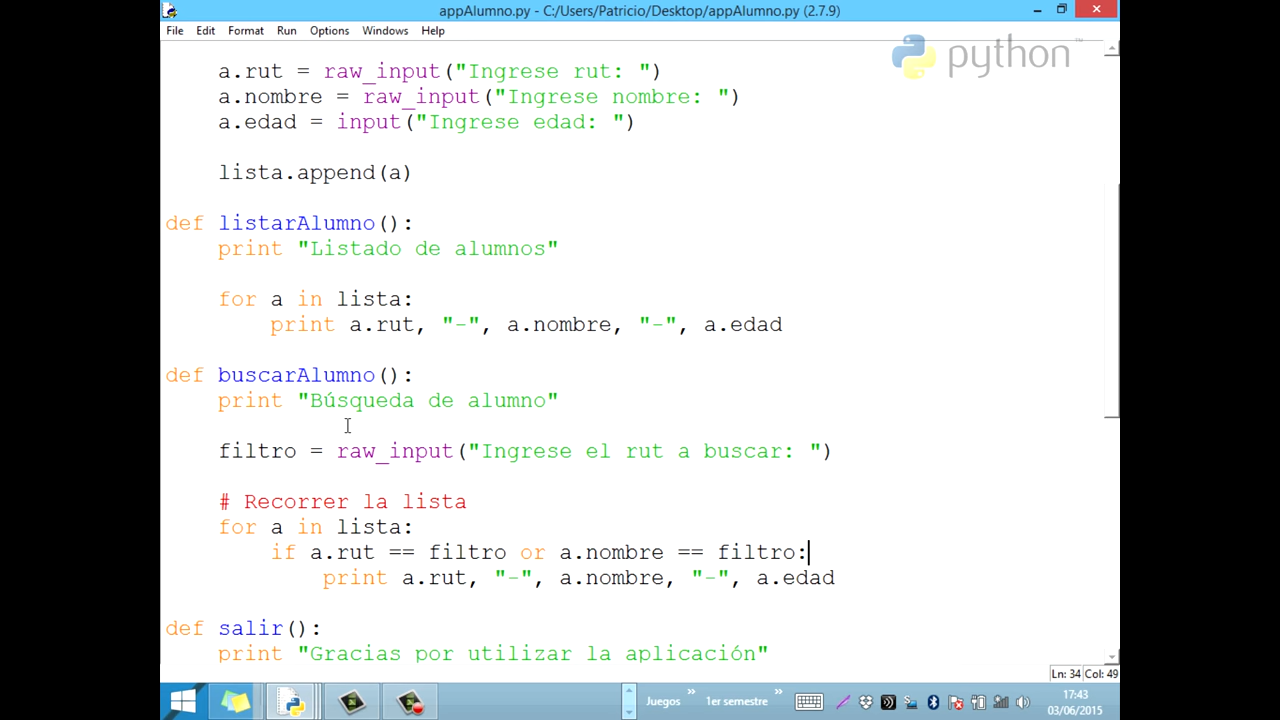 appAlumno.py - C:/Users/Patricio/Desktop/appAlumno.py (2.7.9)
File Edit Format Run Options Windows Help
python™
a.rut = raw_input("Ingrese rut: ")
a.nombre = raw_input("Ingrese nombre: ")
a.edad = input("Ingrese edad: ")
lista.append(a)
def listarAlumno():
print "Listado de alumnos"
for a in lista:
print a.rut, "-", a.nombre, "-", a.edad
def buscarAlumno():
print "Búsqueda de alumno"
filtro = raw_input("Ingrese el rut a buscar: ")
# Recorrer la lista
for a in lista:
if a.rut == filtro or a.nombre == filtro:
print a.rut, "-", a.nombre, "-", a.edad
def salir():
print "Gracias por utilizar la aplicación"
Ln: 34 Col: 49
Juegos » 1er semestre » 17:43
03/06/2015